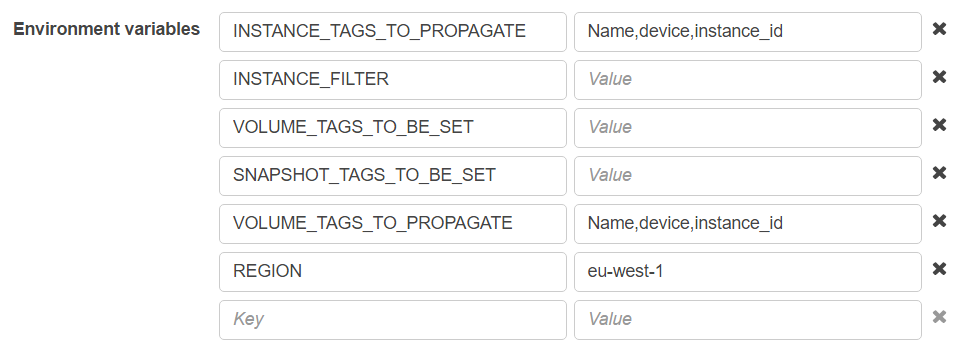 Environment variables INSTANCE_TAGS_TO_PROPAGATE Name,device,instance_id
INSTANCE_FILTER Value
VOLUME_TAGS_TO_BE_SET Value
SNAPSHOT_TAGS_TO_BE_SET Value
VOLUME_TAGS_TO_PROPAGATE Name,device,instance_id
REGION eu-west-1
Key Value